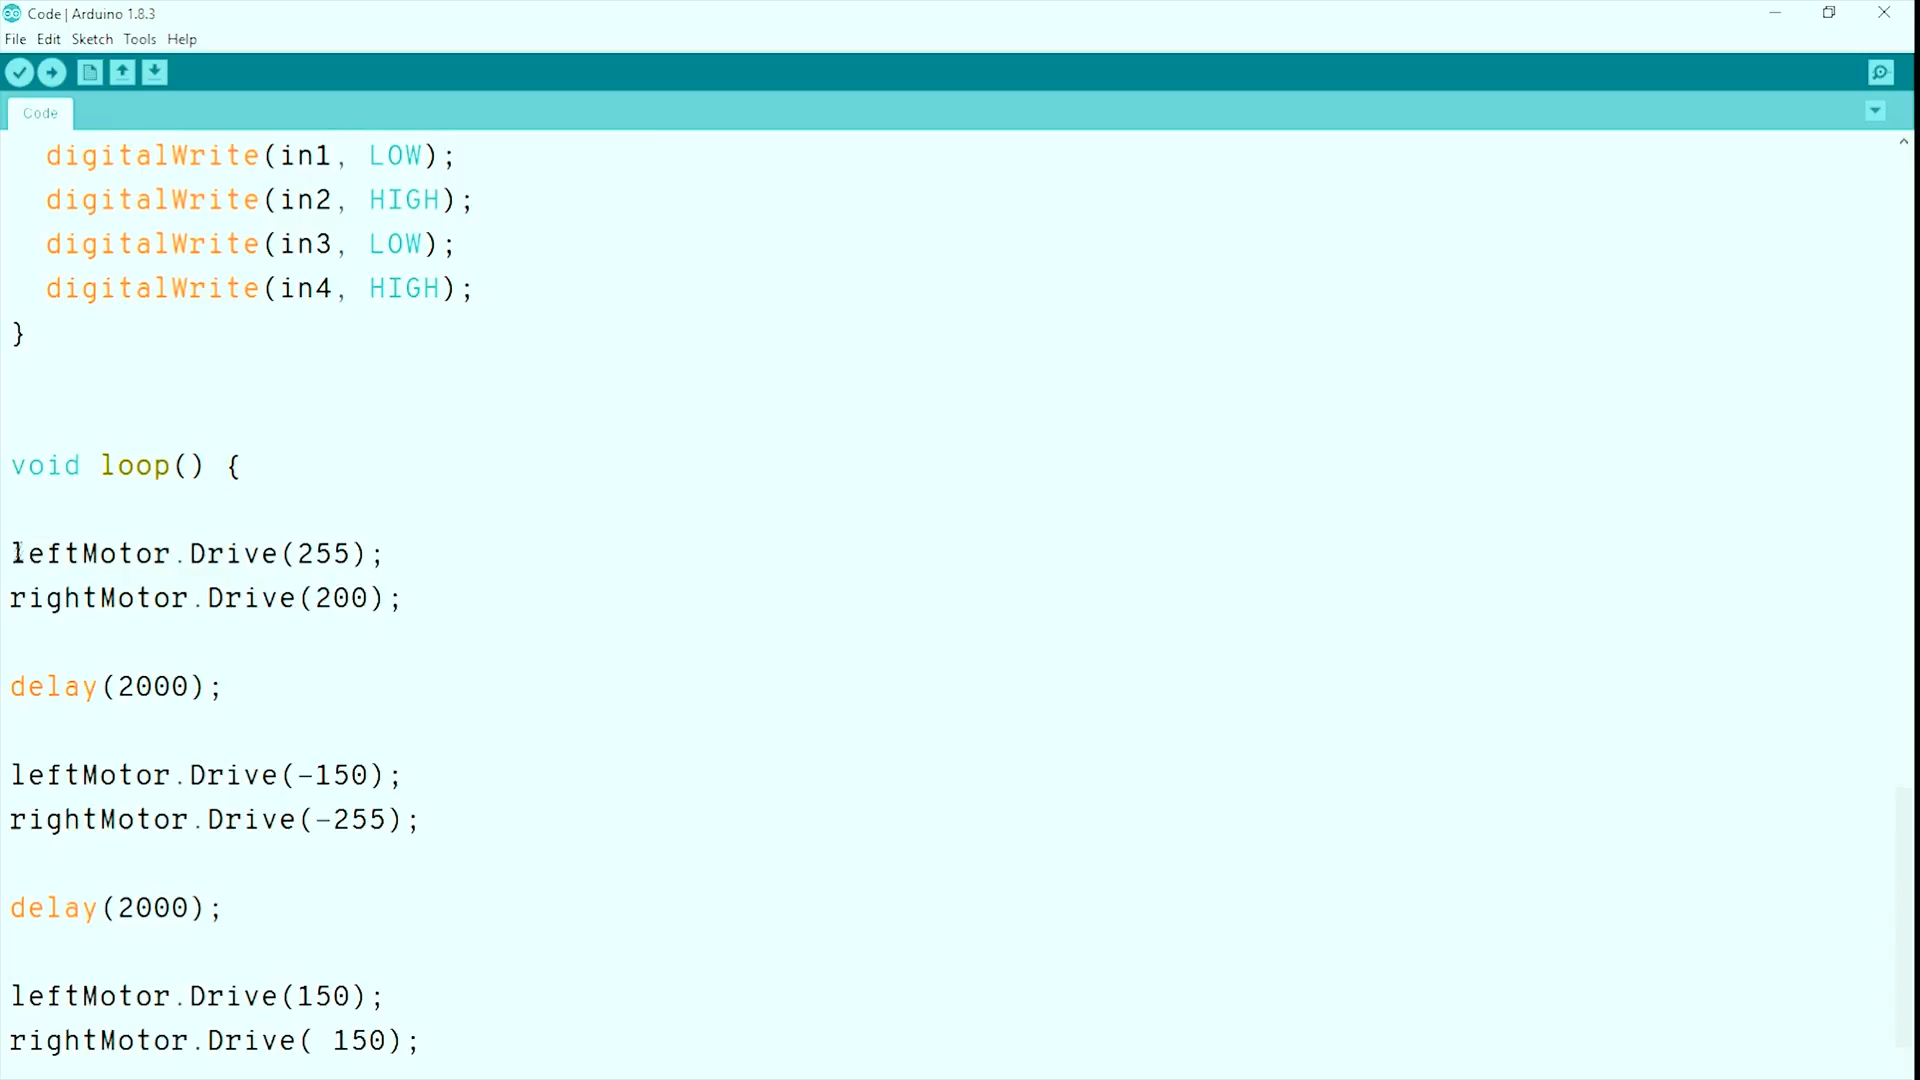 Code | Arduino 1.8.3
File Edit Sketch Tools Help
Code
digitalWrite(in1, LOW);
digitalWrite(in2, HIGH);
digitalWrite(in3, LOW);
digitalWrite(in4, HIGH);
}
void loop() {
leftMotor.Drive(255);
rightMotor.Drive(200);
delay(2000);
leftMotor.Drive(-150);
rightMotor.Drive(-255);
delay(2000);
leftMotor.Drive(150);
rightMotor.Drive( 150);